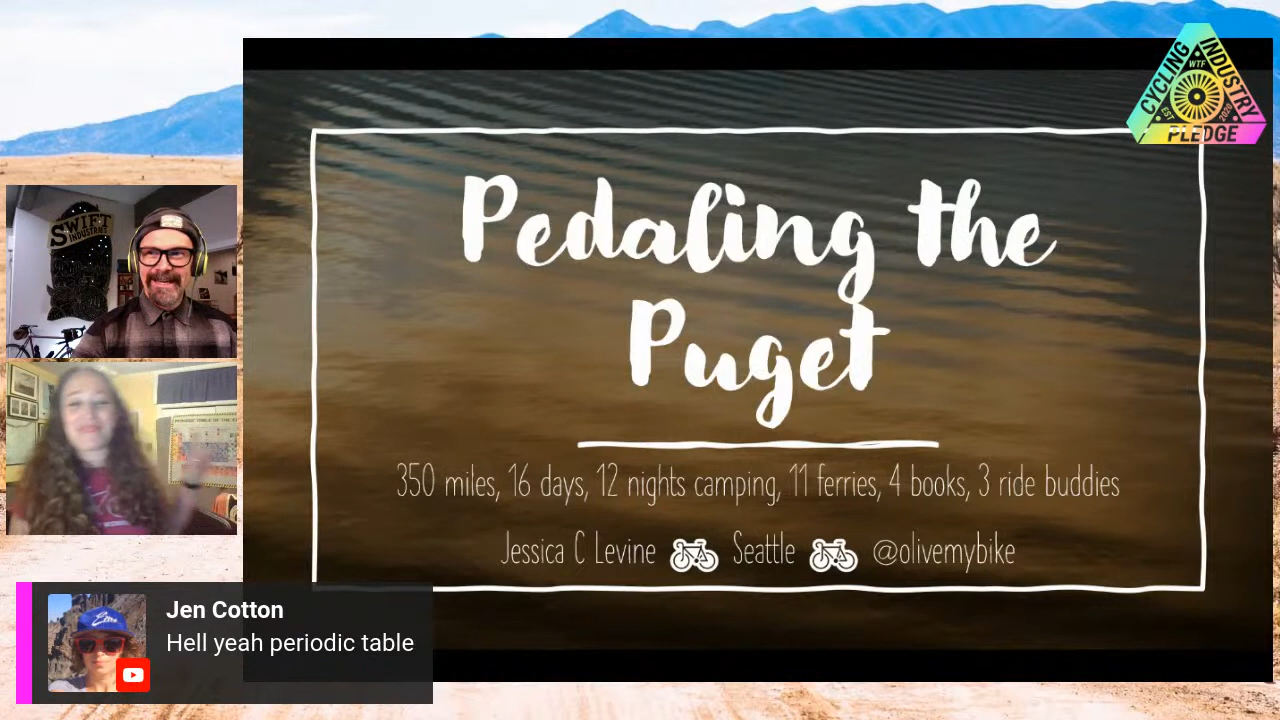 CYCLING INDUSTRY PLEDGE
WTF
EST 2020
SWIFT
INDUSTRIES
Pedaling the
Puget
350 miles, 16 days, 12 nights camping, 11 ferries, 4 books, 3 ride buddies
Jessica C Levine Seattle @olivemybike
Jen Cotton
Hell yeah periodic table